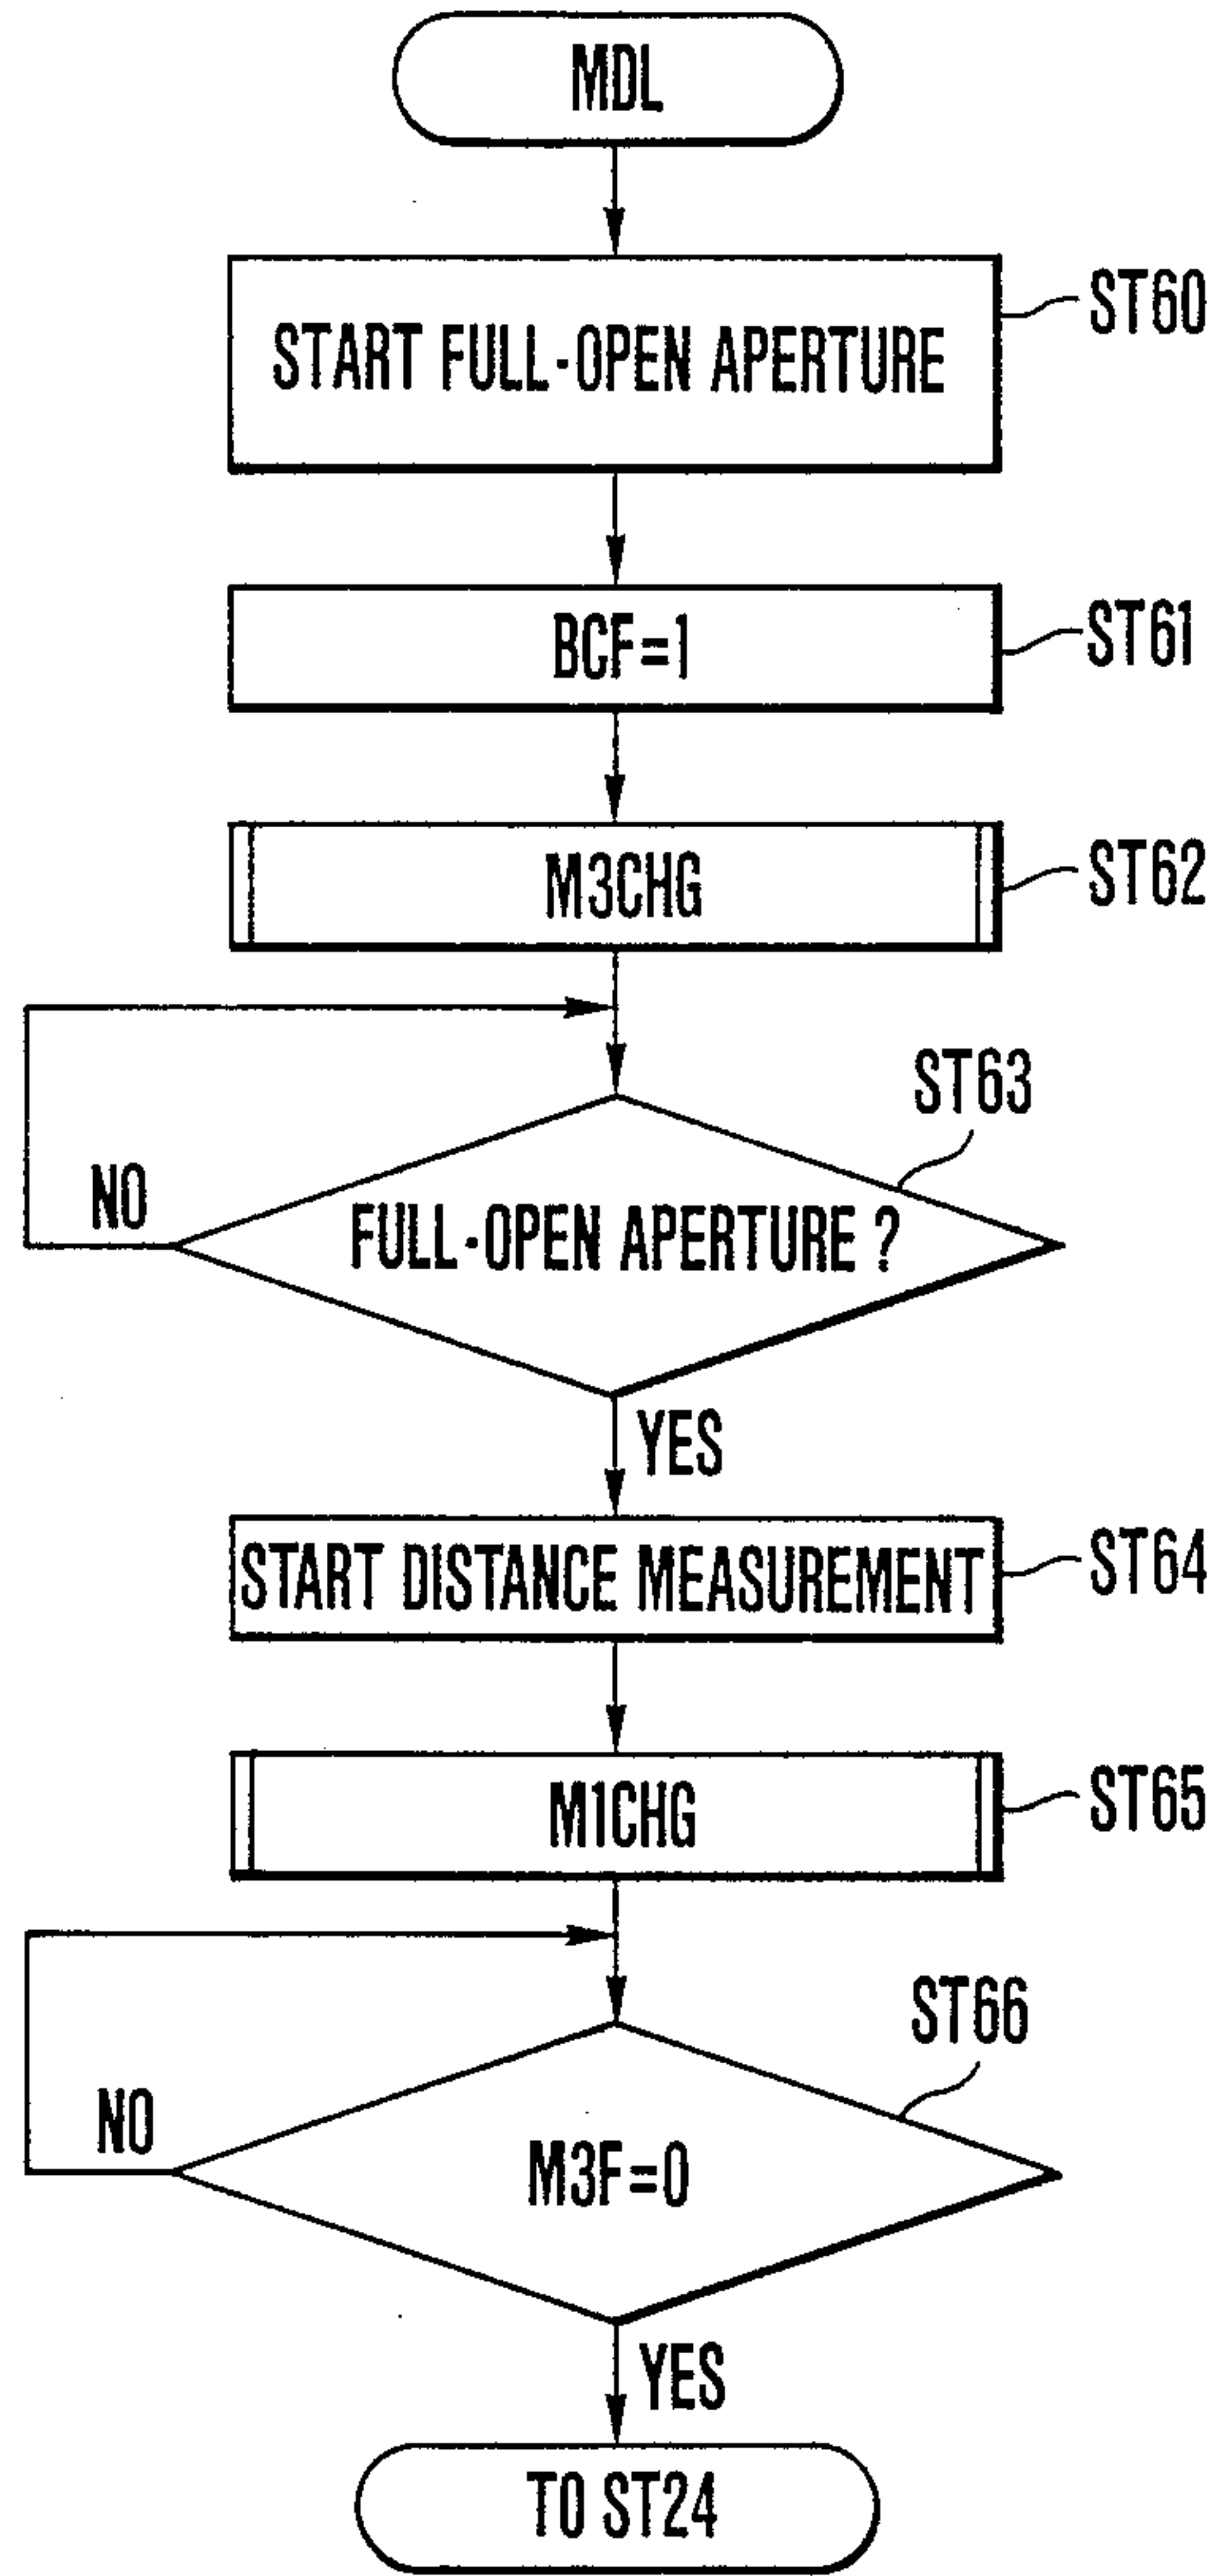 MDL
START FULL-OPEN APERTURE
ST60
BCF=1
ST61
M3CHG
ST62
ST63
NO
FULL-OPEN APERTURE ?
YES
START DISTANCE MEASUREMENT
ST64
M1CHG
ST65
ST66
NO
M3F=0
YES
TO ST24